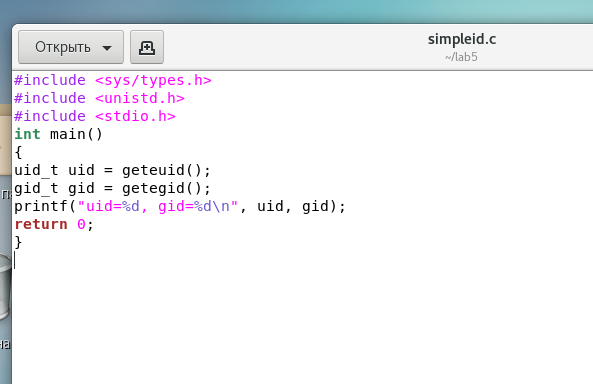 Открыть
simpleid.c
~/lab5
#include <sys/types.h>
#include <unistd.h>
#include <stdio.h>
int main()
{
uid_t uid = geteuid();
gid_t gid = getegid();
printf("uid=%d, gid=%d\n", uid, gid);
return 0;
}